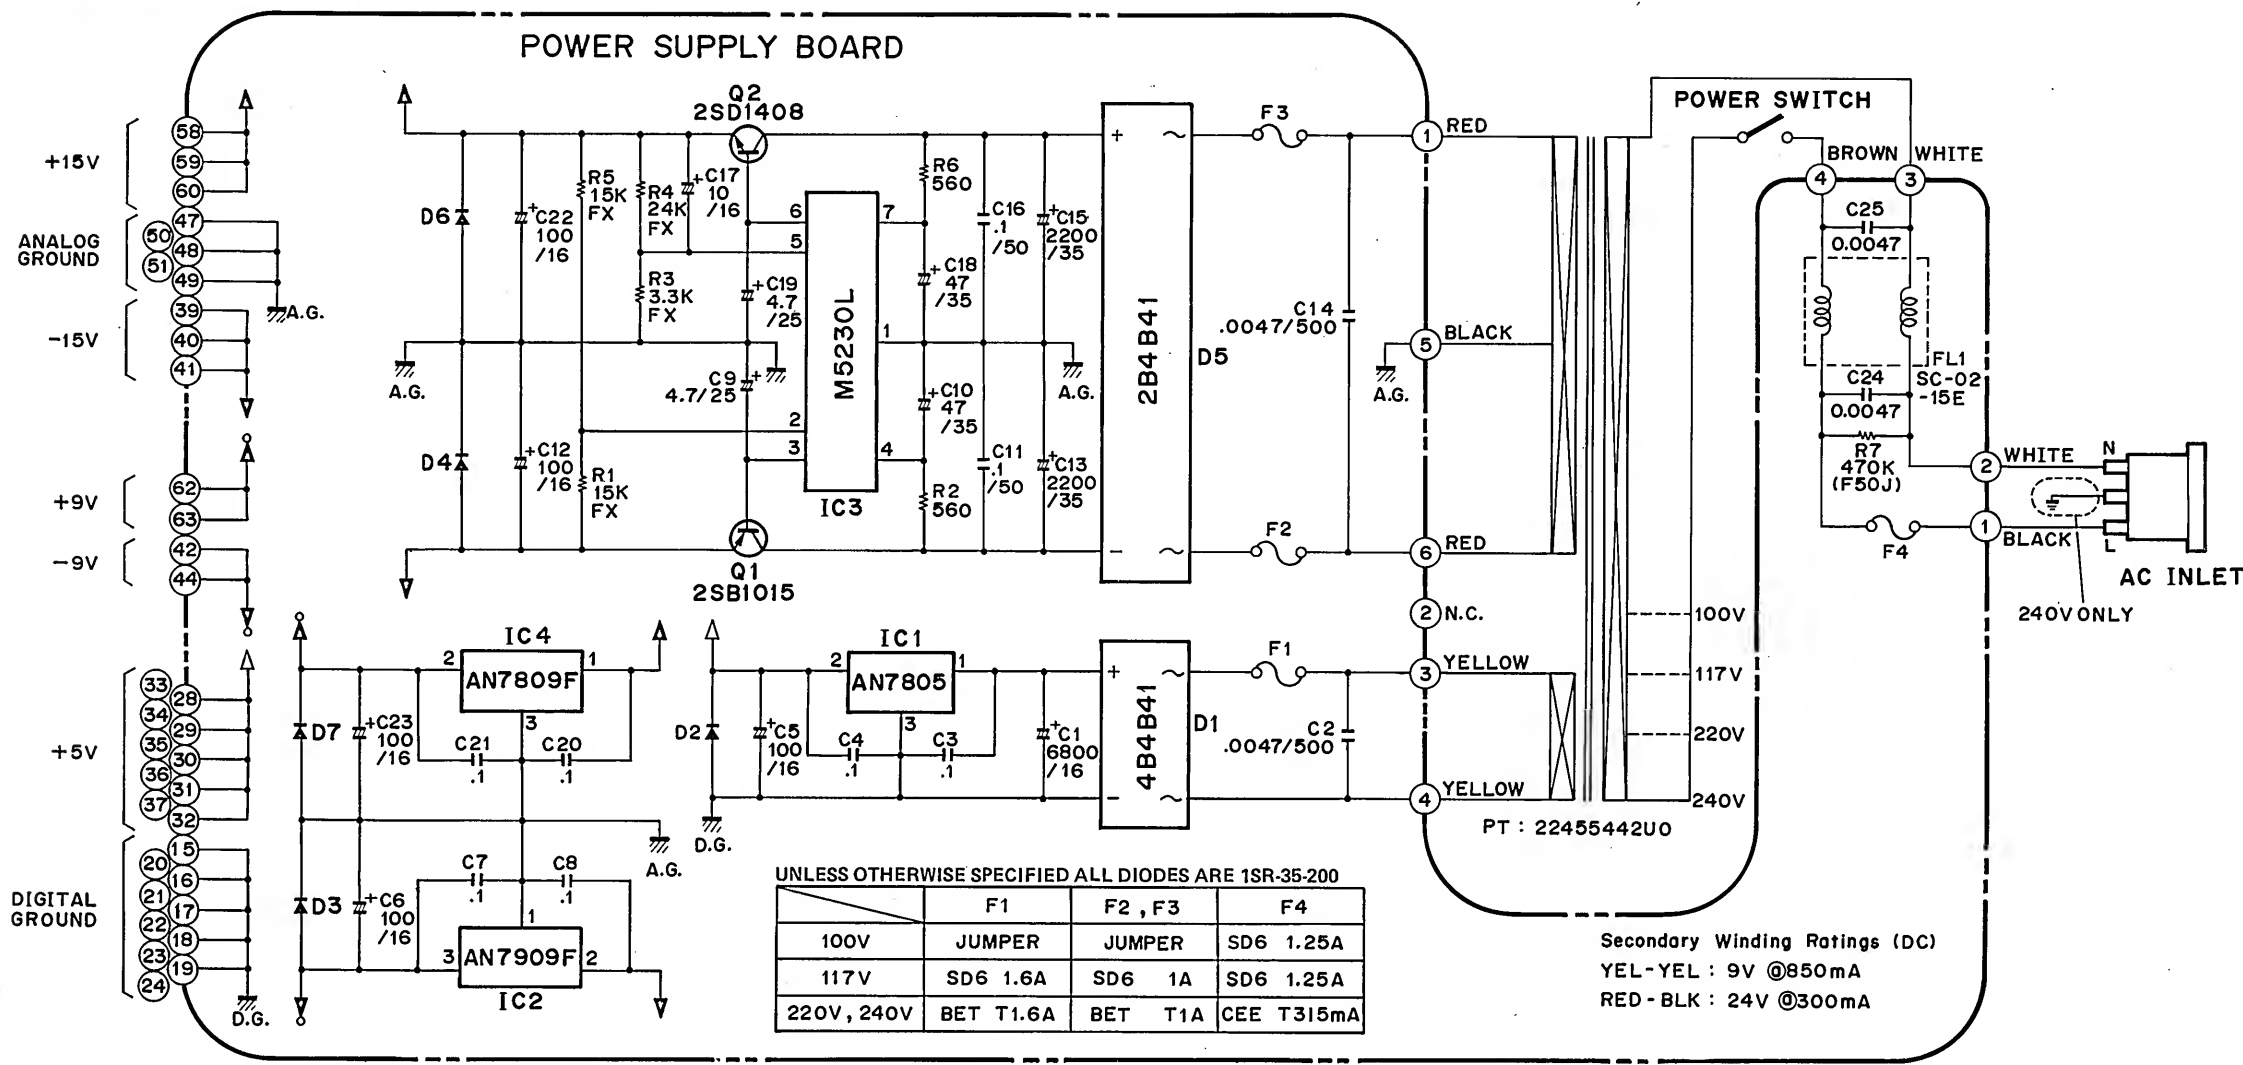 POWER SUPPLY BOARD
+15V
58
59
60
ANALOG
GROUND
50
51
47
48
49
A.G.
-15V
39
40
41
+9V
62
63
-9V
42
44
+5V
33
34
35
36
37
28
29
30
31
32
DIGITAL
GROUND
20
21
22
23
24
15
16
17
18
19
D.G.
Q2
2SD1408
D6
+
C22
100
/16
R5
15K
FX
R4
24K
FX
+
C17
10
/16
R3
3.3K
FX
+
C19
4.7
/25
6
5
7
1
2
3
4
M5230L
IC3
R6
560
+
C18
47
/35
C16
.1
/50
+
C15
2200
/35
A.G.
A.G.
C9
4.7/25
+
D4
+
C12
100
/16
R1
15K
FX
+
C10
47
/35
R2
560
C11
.1
/50
+
C13
2200
/35
Q1
2SB1015
+
~
2B4B41
D5
-
~
F3
F2
C14
.0047/500
A.G.
1
RED
5
BLACK
6
RED
2
N.C.
3
YELLOW
4
YELLOW
POWER SWITCH
BROWN
WHITE
4
3
C25
0.0047
FL1
SC-02
-15E
C24
0.0047
R7
470K
(F50J)
F4
2
WHITE
N
1
BLACK
L
AC INLET
240V ONLY
100V
117V
220V
240V
PT : 22455442U0
IC4
2
1
AN7809F
3
D7
+
C23
100
/16
C21
.1
C20
.1
A.G.
D3
+
C6
100
/16
C7
.1
C8
.1
1
3
AN7909F
2
IC2
IC1
2
1
AN7805
3
D2
+
C5
100
/16
C4
.1
C3
.1
+
C1
6800
/16
D.G.
+
~
4B4B41
D1
-
~
F1
C2
.0047/500
UNLESS OTHERWISE SPECIFIED ALL DIODES ARE 1SR-35-200
F1 F2 , F3 F4
100V JUMPER JUMPER SD6 1.25A
117V SD6 1.6A SD6 1A SD6 1.25A
220V, 240V BET T1.6A BET T1A CEE T315mA
Secondary Winding Ratings (DC)
YEL-YEL : 9V @850mA
RED-BLK : 24V @300mA